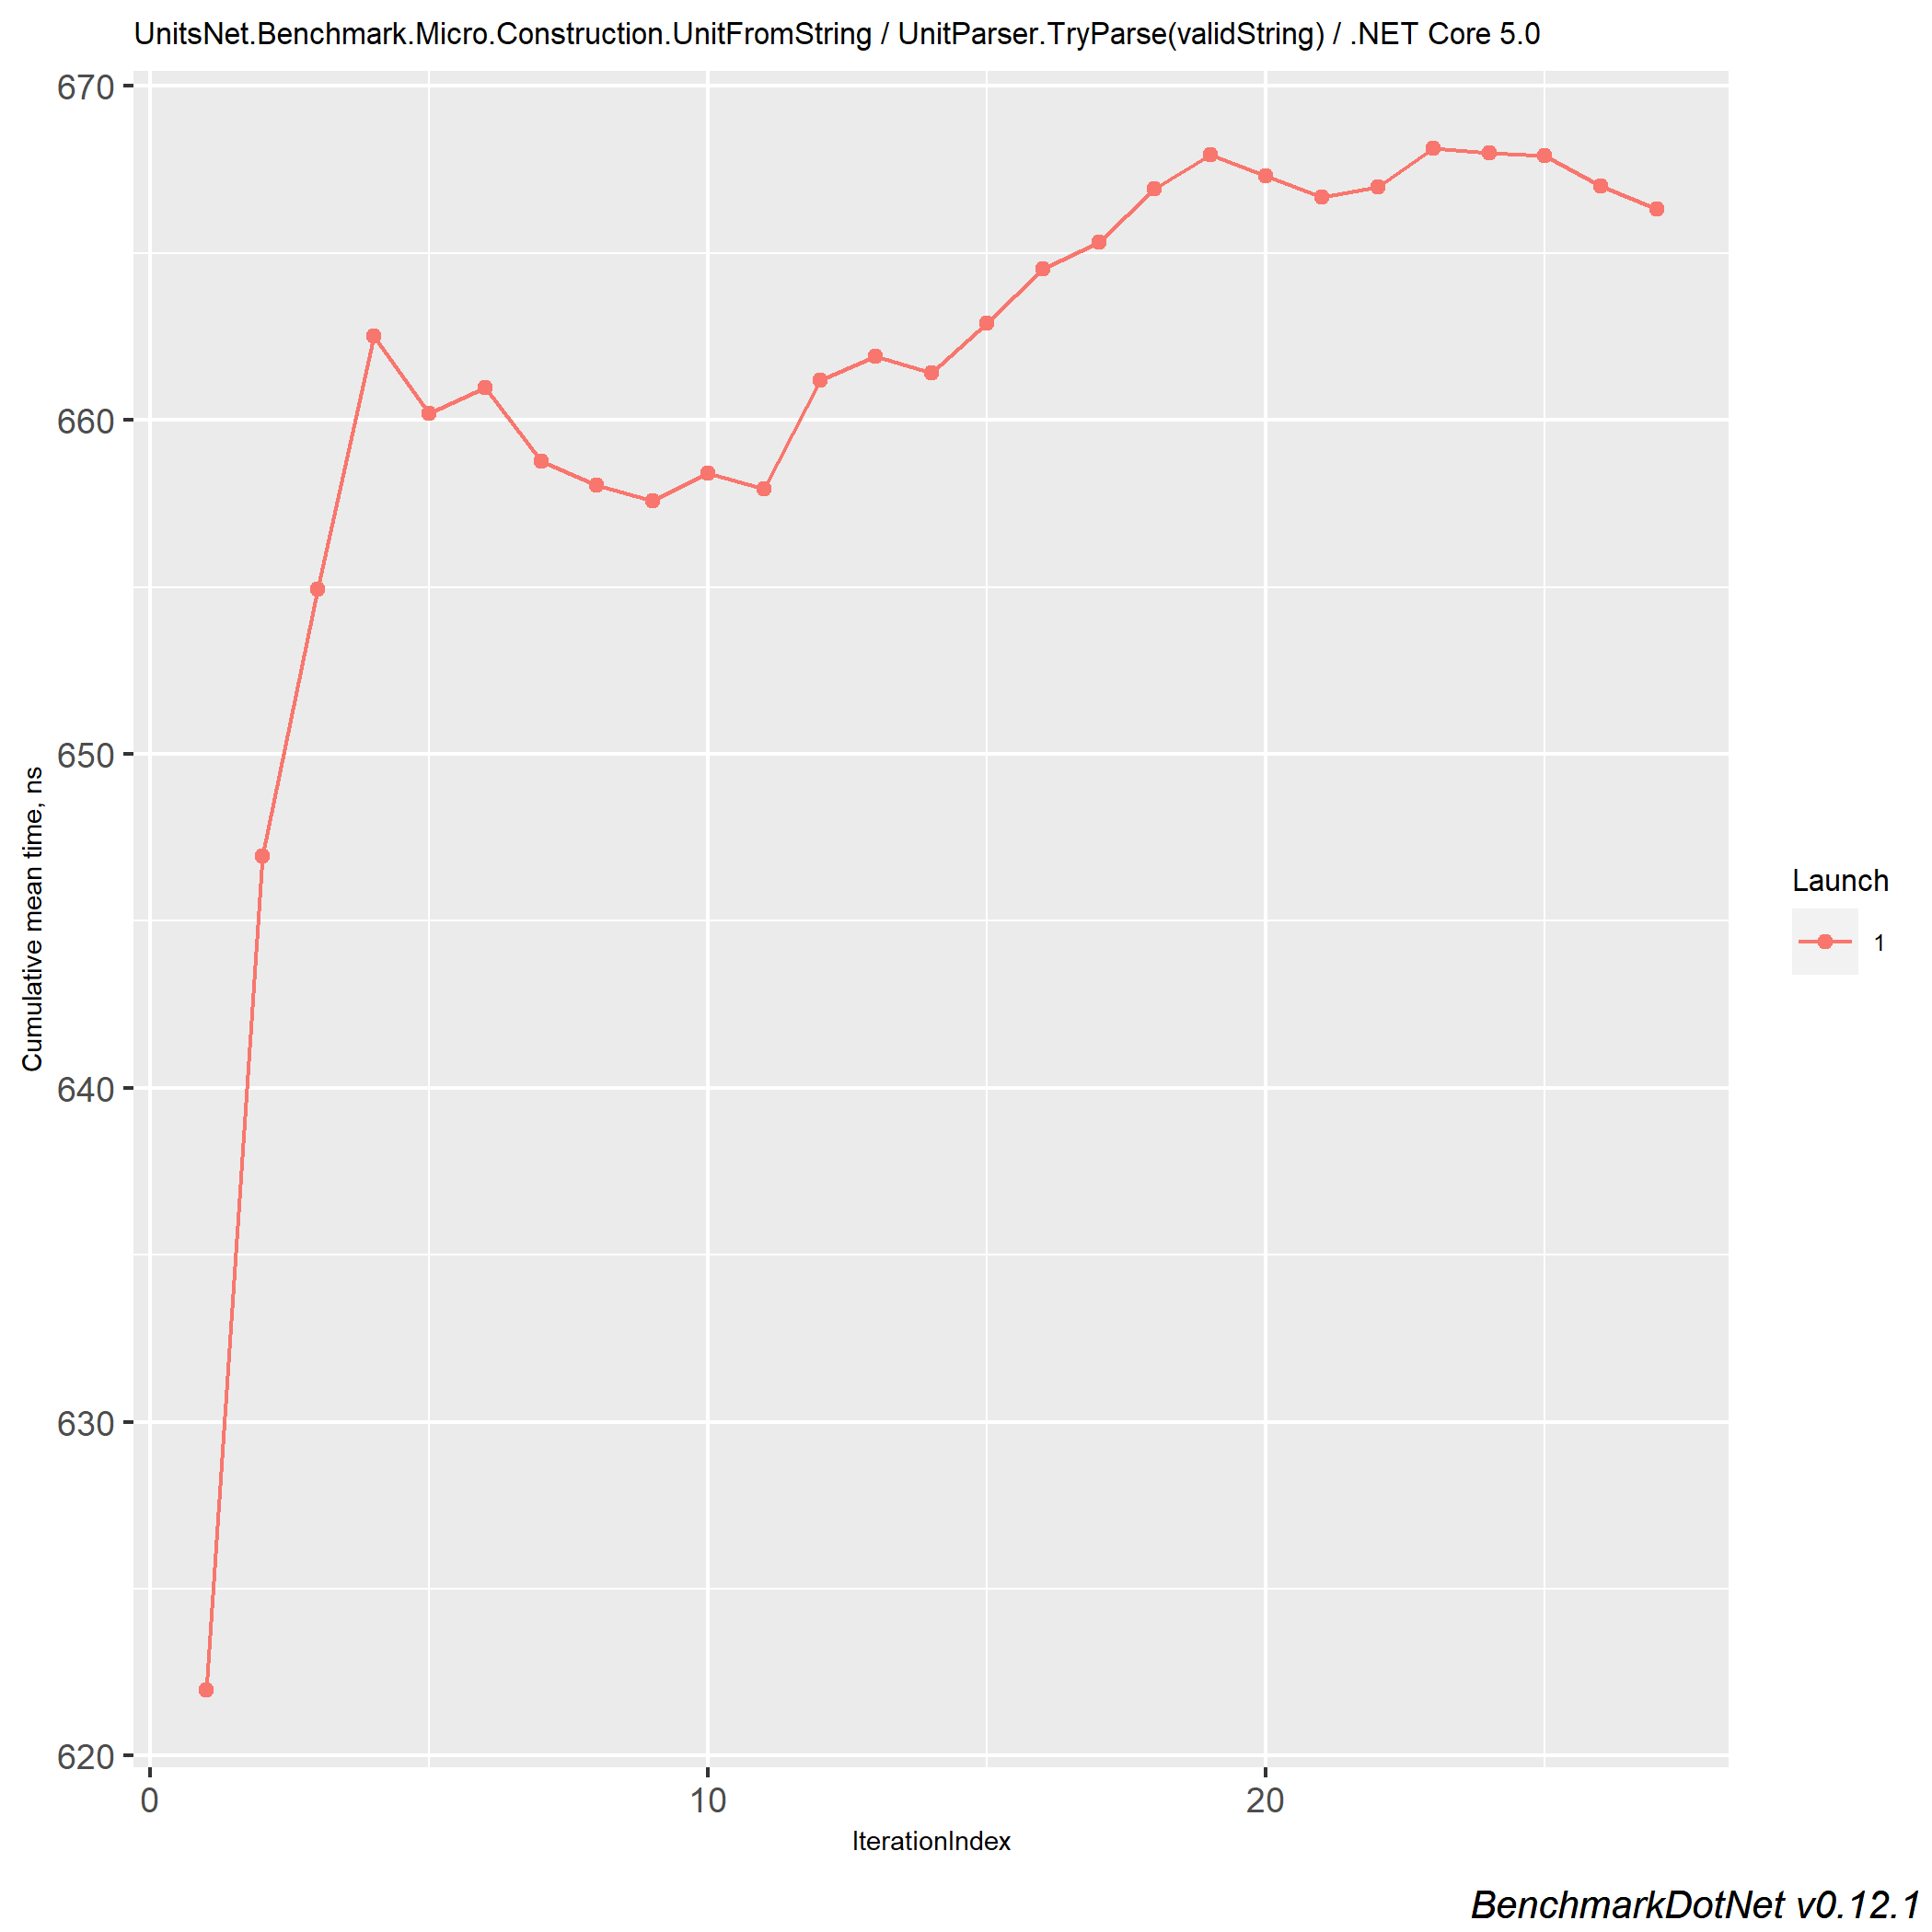 UnitsNet.Benchmark.Micro.Construction.UnitFromString / UnitParser.TryParse(validString) / .NET Core 5.0
670
660
650
640
630
620
Cumulative mean time, ns
0
10
20
IterationIndex
Launch
1
BenchmarkDotNet v0.12.1